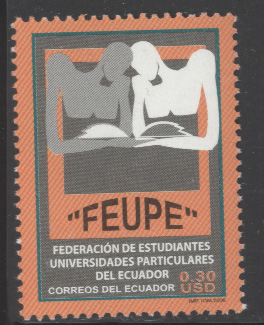 "FEUPE"
FEDERACIÓN DE ESTUDIANTES
UNIVERSIDADES PARTICULARES
DEL ECUADOR 0.30
CORREOS DEL ECUADOR USD